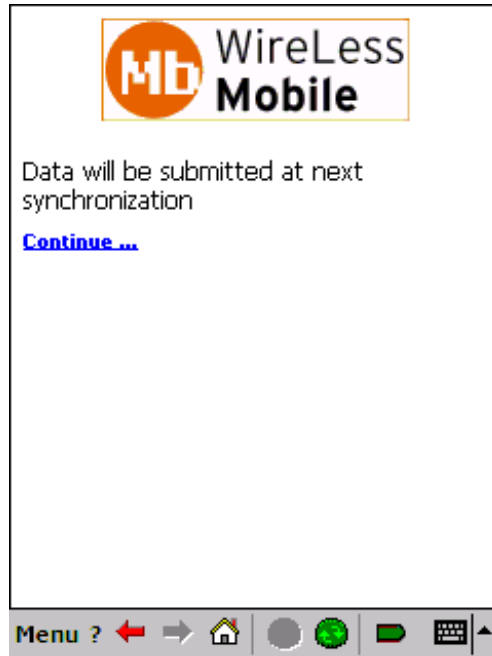 Mb
WireLess
Mobile
Data will be submitted at next
synchronization
Continue ...
Menu ?